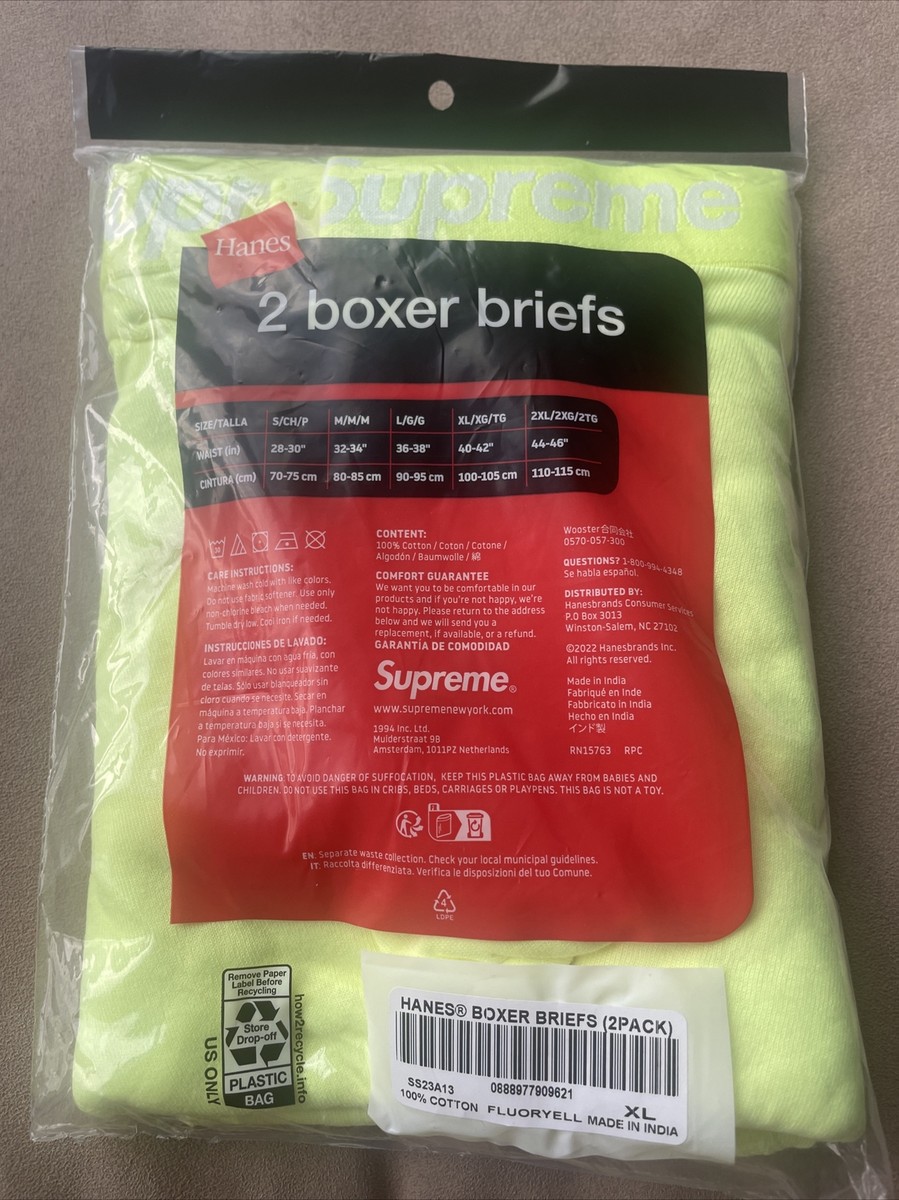 Supreme
Hanes
2 boxer briefs
SIZE/TALLA S/CH/P M/M/M L/G/G XL/XG/TG 2XL/2XG/2TG
WAIST (in) 28-30" 32-34" 36-38" 40-42" 44-46"
CINTURA (cm) 70-75 cm 80-85 cm 90-95 cm 100-105 cm 110-115 cm
30
CARE INSTRUCTIONS:
Machine wash cold with like colors.
Do not use fabric softener. Use only
non-chlorine bleach when needed.
Tumble dry low. Cool iron if needed.
INSTRUCCIONES DE LAVADO:
Lavar en máquina con agua fria, con
colores similares. No usar suavizante
de telas. Sólo usar blanqueador sin
cloro cuando se necesite. Secar en
máquina a temperatura baja. Planchar
a temperatura baja si se necesita.
Para México: Lavar con detergente.
No exprimir.
CONTENT:
100% Cotton / Coton / Cotone /
Algodón / Baumwolle / 綿
COMFORT GUARANTEE
We want you to be comfortable in our
products and if you're not happy, we're
not happy. Please return to the address
below and we will send you a
replacement, if available, or a refund.
GARANTÍA DE COMODIDAD
Supreme®
www.supremenewyork.com
1994 Inc. Ltd.
Muiderstraat 9B
Amsterdam, 1011PZ Netherlands
Wooster合同会社
0570-057-300
QUESTIONS? 1-800-994-4348
Se habla español.
DISTRIBUTED BY:
Hanesbrands Consumer Services
P.O Box 3013
Winston-Salem, NC 27102
©2022 Hanesbrands Inc.
All rights reserved.
Made in India
Fabriqué en Inde
Fabbricato in India
Hecho en India
インド製
RN15763 RPC
WARNING: TO AVOID DANGER OF SUFFOCATION, KEEP THIS PLASTIC BAG AWAY FROM BABIES AND
CHILDREN. DO NOT USE THIS BAG IN CRIBS, BEDS, CARRIAGES OR PLAYPENS. THIS BAG IS NOT A TOY.
FR
EN: Separate waste collection. Check your local municipal guidelines.
IT: Raccolta differenziata. Verifica le disposizioni del tuo Comune.
4
LDPE
Remove Paper
Label Before
Recycling
Store
Drop-off
PLASTIC
BAG
US ONLY
how2recycle.info
HANES® BOXER BRIEFS (2PACK)
SS23A13 0888977909621
XL
100% COTTON FLUORYELL MADE IN INDIA